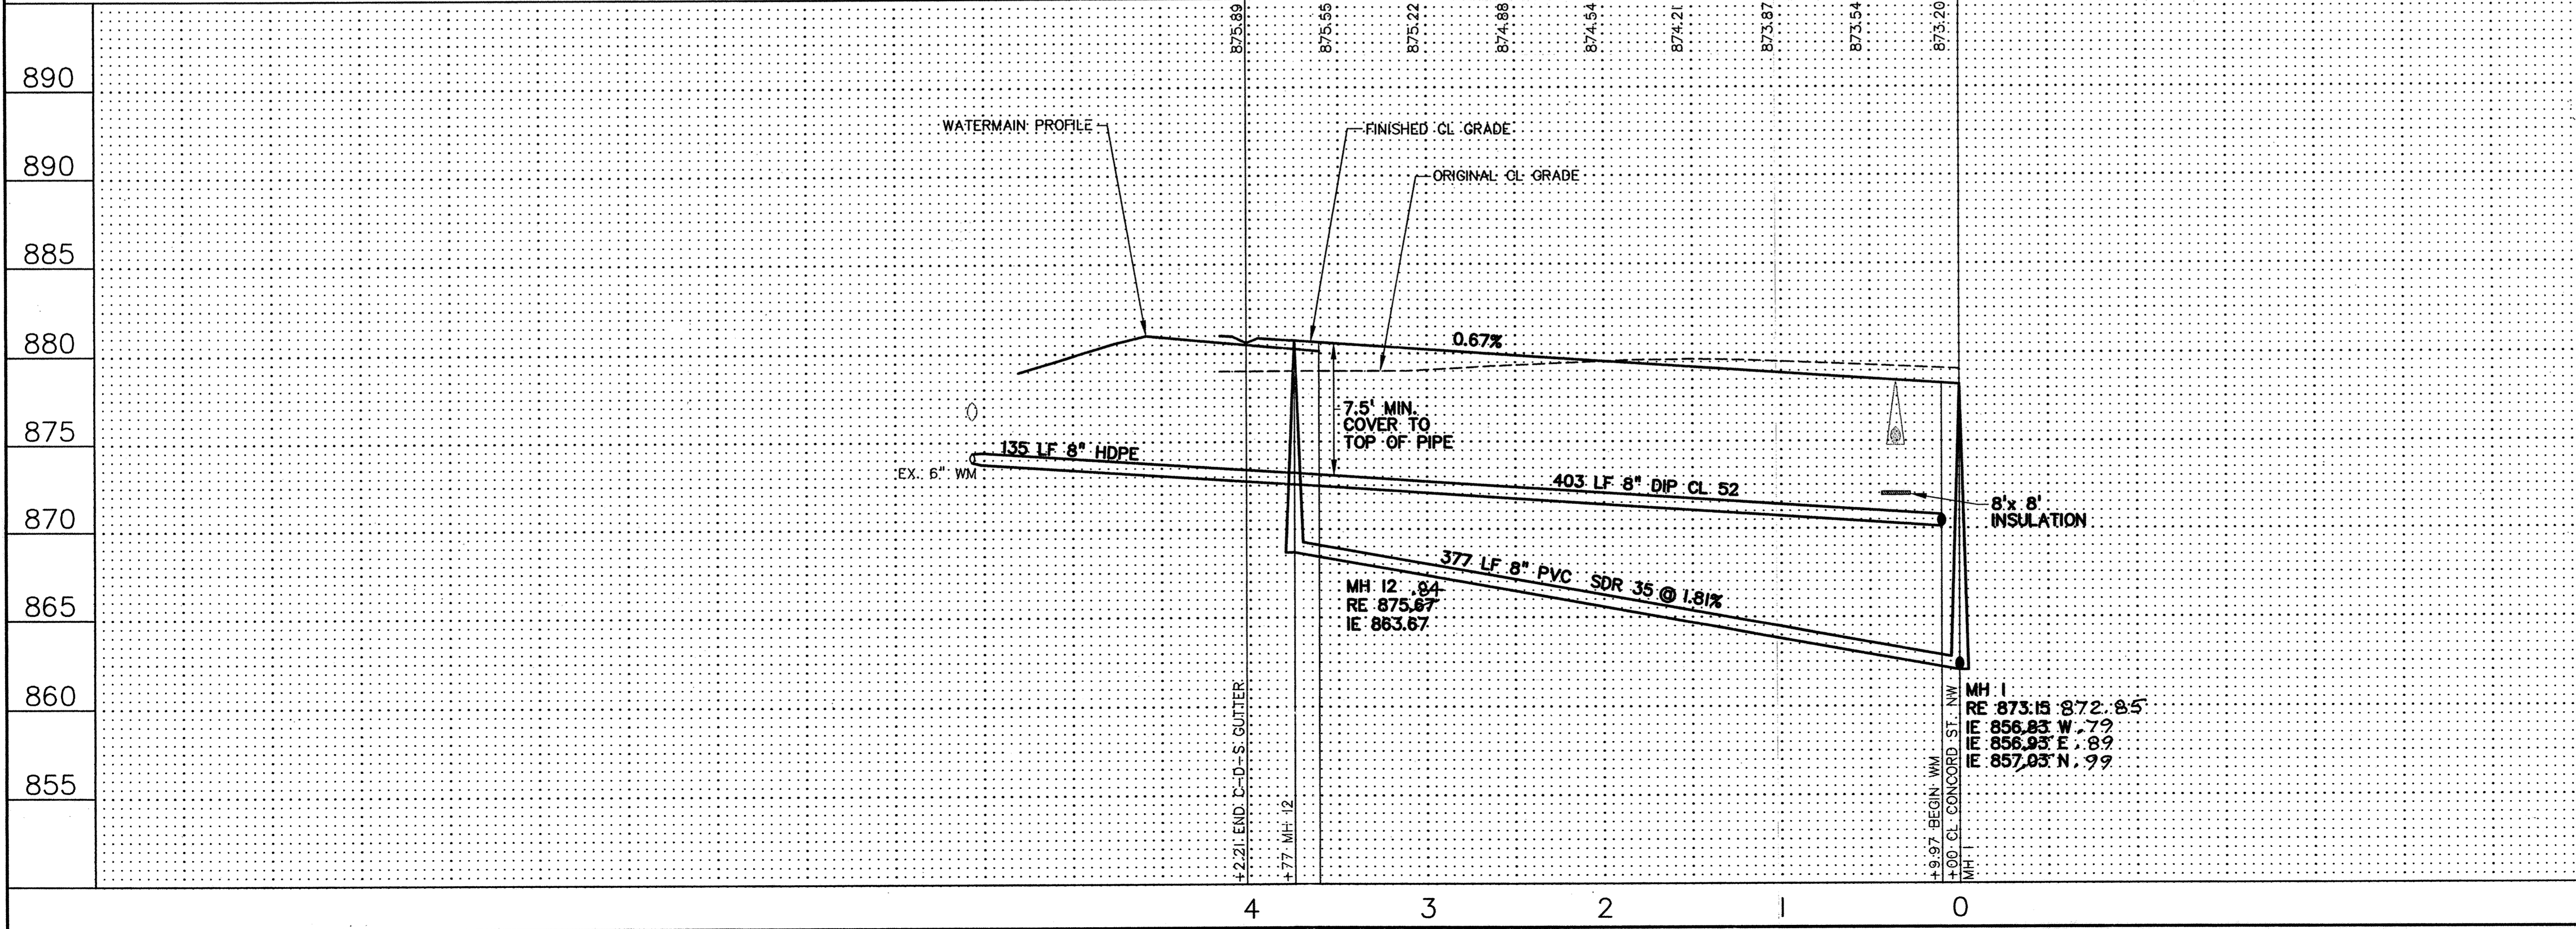 875.89
875.55
875.22
874.88
874.54
874.21
873.87
873.54
873.20
890
890
885
880
875
870
865
860
855
WATERMAIN PROFILE
FINISHED CL GRADE
ORIGINAL CL GRADE
0.67%
7.5' MIN.
COVER TO
TOP OF PIPE
135 LF 8" HDPE
EX. 6" WM
403 LF 8" DIP CL 52
8'x 8'
INSULATION
377 LF 8" PVC SDR 35 @ 1.81%
MH 12 .84
RE 875.67
IE 863.67
MH 1
RE 873.15 872.85
IE 856.83 W .79
IE 856.93 E .89
IE 857.03 N .99
+2.21 END C-D-S GUTTER
+77 MH 12
+9.97 BEGIN WM
+00 CL CONCORD ST. NW
MH 1
4
3
2
1
0